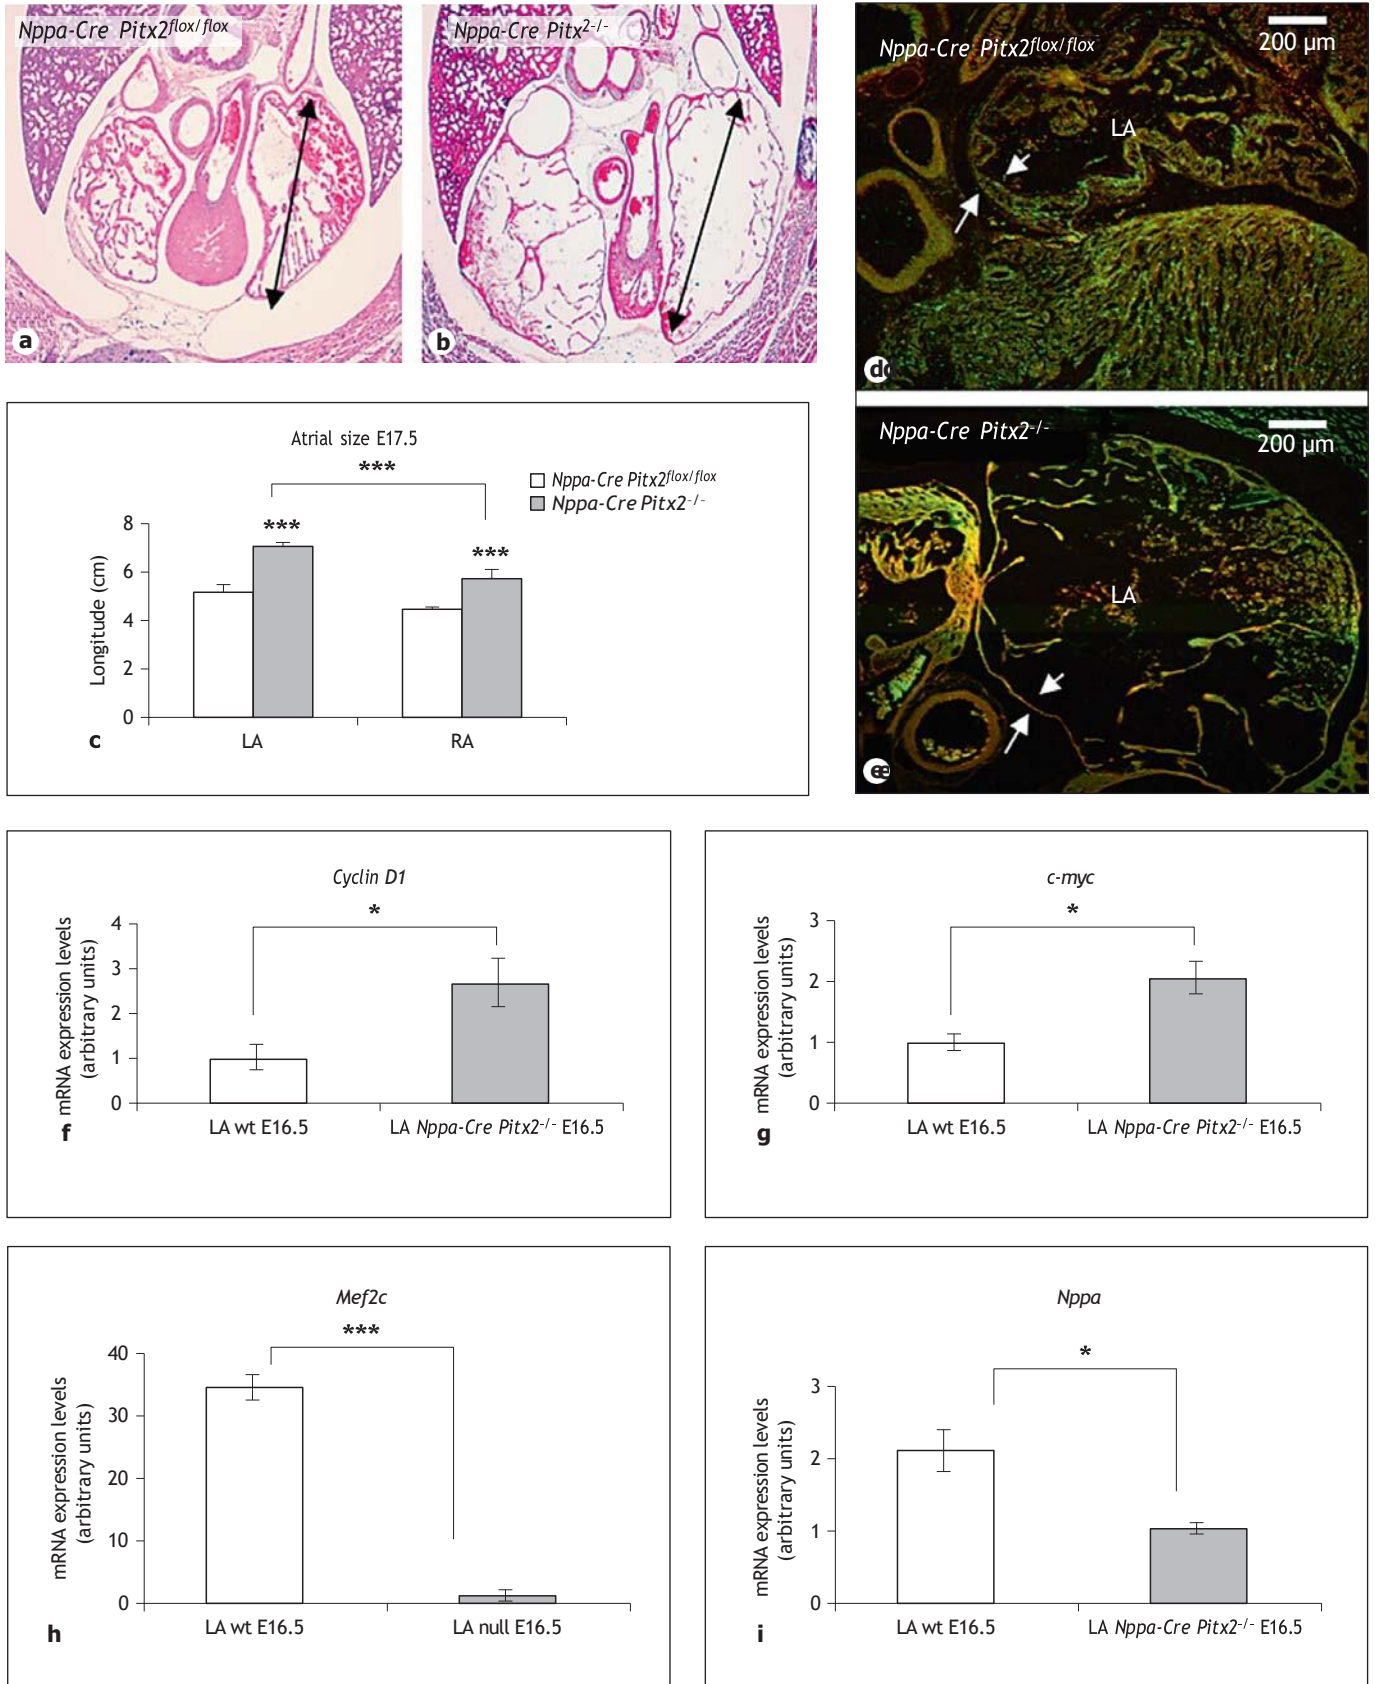 Nppa-Cre Pitx2flox/flox
a
Nppa-Cre Pitx2-/-
b
Nppa-Cre Pitx2flox/flox
200 µm
LA
d
Nppa-Cre Pitx2-/-
200 µm
LA
e
Atrial size E17.5
***
Nppa-Cre Pitx2flox/flox
Nppa-Cre Pitx2-/-
***
***
Longitude (cm)
8
6
4
2
0
LA
RA
c
Cyclin D1
*
mRNA expression levels
(arbitrary units)
4
3
2
1
0
LA wt E16.5
LA Nppa-Cre Pitx2-/- E16.5
f
c-myc
*
mRNA expression levels
(arbitrary units)
3
2
1
0
LA wt E16.5
LA Nppa-Cre Pitx2-/- E16.5
g
Mef2c
***
mRNA expression levels
(arbitrary units)
40
30
20
10
0
LA wt E16.5
LA null E16.5
h
Nppa
*
mRNA expression levels
(arbitrary units)
3
2
1
0
LA wt E16.5
LA Nppa-Cre Pitx2-/- E16.5
i